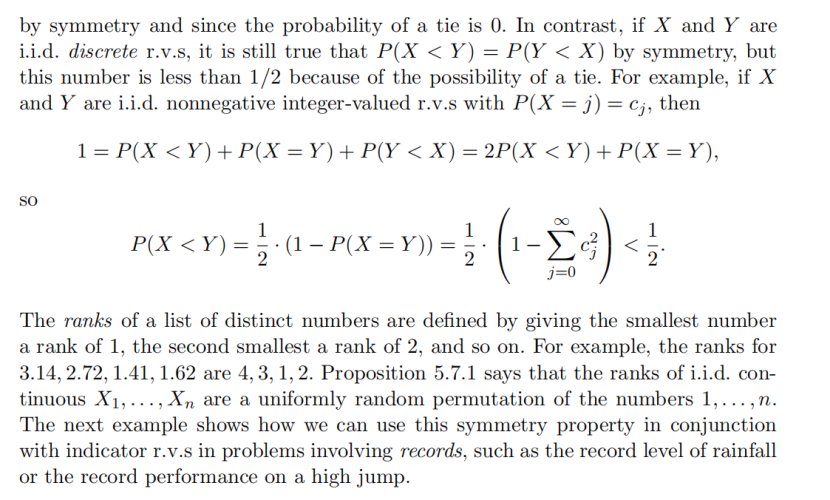 by symmetry and since the probability of a tie is 0. In contrast, if X and Y are
i.i.d. discrete r.v.s, it is still true that P(X < Y) = P(Y < X) by symmetry, but
this number is less than 1/2 because of the possibility of a tie. For example, if X
and Y are i.i.d. nonnegative integer-valued r.v.s with P(X = j) = c_j, then
1 = P(X < Y) + P(X = Y) + P(Y < X) = 2P(X < Y) + P(X = Y),
so
P(X < Y) = \frac{1}{2} · (1 − P(X = Y)) = \frac{1}{2} · \left(1 − \sum_{j=0}^{∞} c_j^2\right) < \frac{1}{2}.
The ranks of a list of distinct numbers are defined by giving the smallest number
a rank of 1, the second smallest a rank of 2, and so on. For example, the ranks for
3.14, 2.72, 1.41, 1.62 are 4, 3, 1, 2. Proposition 5.7.1 says that the ranks of i.i.d. con-
tinuous X_1, . . . , X_n are a uniformly random permutation of the numbers 1, . . . , n.
The next example shows how we can use this symmetry property in conjunction
with indicator r.v.s in problems involving records, such as the record level of rainfall
or the record performance on a high jump.